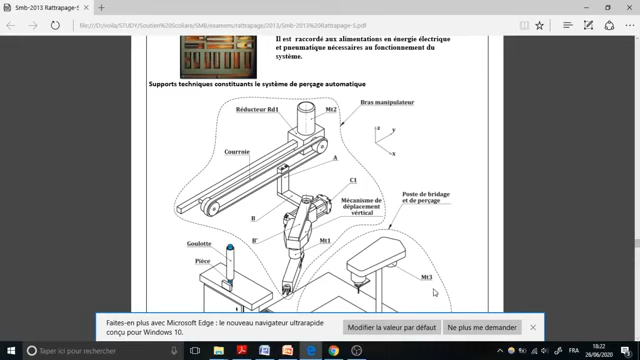 Smb-2013 Rattrapage-S.p
file:///D:/voila/STUDY/Soutien%20Scollaire/SMB/examens/rattrapage/2013/Smb-2013%20Rattrapage-S.pdf
Il est raccordé aux alimentations en énergie électrique
et pneumatique nécessaires au fonctionnement du
système.
Supports techniques constituants le système de perçage automatique
Réducteur Rd1
Mt2
Bras manipulateur
z
y
x
Courroie
A
C1
Mécanisme de
déplacement
vértical
Poste de bridage
et de perçage
B
B'
Goulotte
Mt1
Pièce
Mt3
Faites-en plus avec Microsoft Edge : le nouveau navigateur ultrarapide
conçu pour Windows 10.
Modifier la valeur par défaut
Ne plus me demander
Taper ici pour rechercher
FRA
18:22
26/06/2020